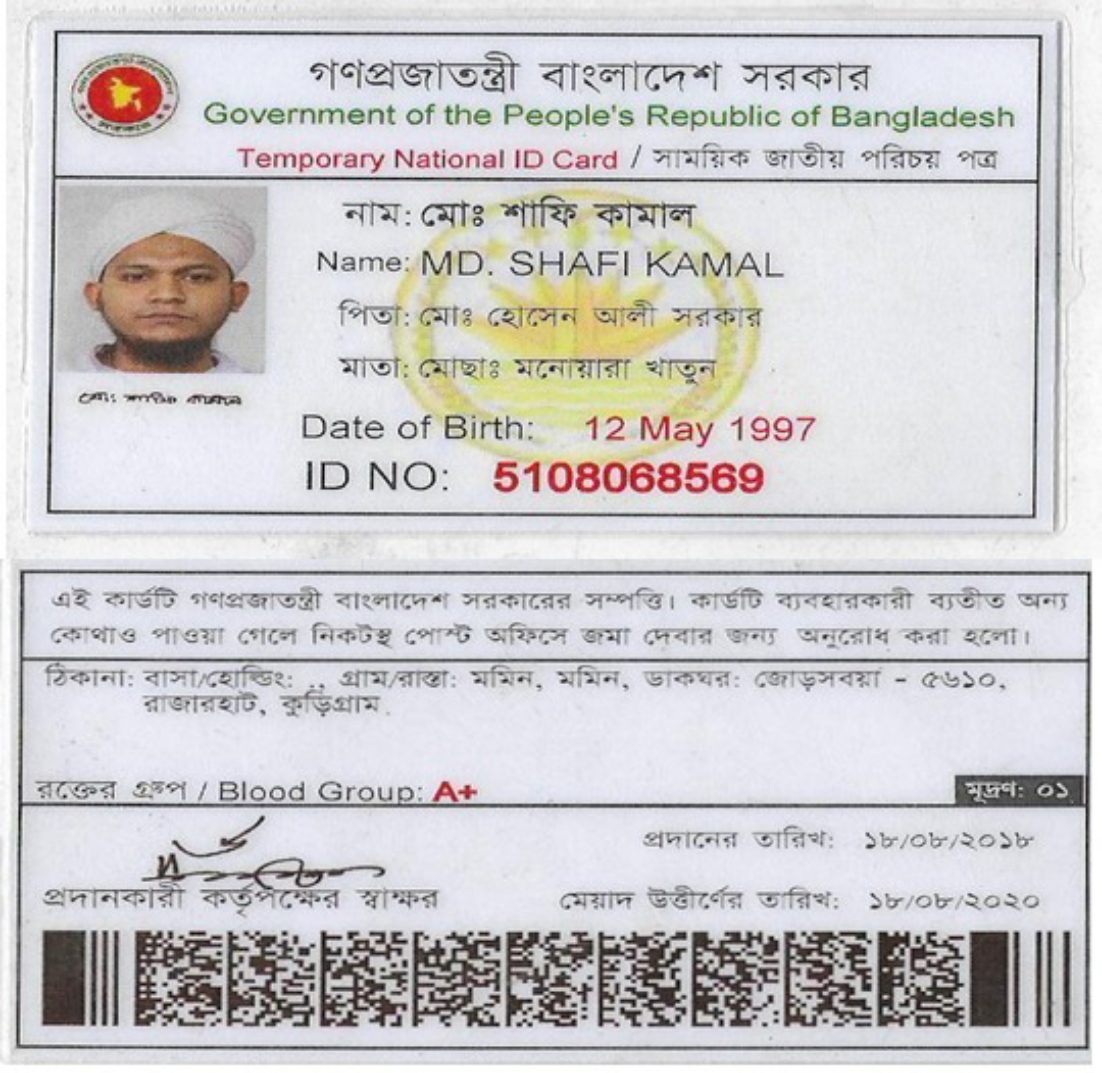 গণপ্রজাতন্ত্রী বাংলাদেশ সরকার
Government of the People's Republic of Bangladesh
Temporary National ID Card / সাময়িক জাতীয় পরিচয় পত্র
নাম: মোঃ শাফি কামাল
Name: MD. SHAFI KAMAL
পিতা: মোঃ হোসেন আলী সরকার
মাতা: মোছাঃ মনোয়ারা খাতুন
মোঃ শাফি কামাল
Date of Birth: 12 May 1997
ID NO: 5108068569
এই কার্ডটি গণপ্রজাতন্ত্রী বাংলাদেশ সরকারের সম্পত্তি। কার্ডটি ব্যবহারকারী ব্যতীত অন্য
কোথাও পাওয়া গেলে নিকটস্থ পোস্ট অফিসে জমা দেবার জন্য অনুরোধ করা হলো।
ঠিকানা: বাসা/হোল্ডিং: ., গ্রাম/রাস্তা: মমিন, মমিন, ডাকঘর: জোড়সবয়া - ৫৬১০,
রাজারহাট, কুড়িগ্রাম
রক্তের গ্রুপ / Blood Group: A+
মূদ্রণ: ০১
প্রদানের তারিখ: ১৮/০৮/২০১৮
প্রদানকারী কর্তৃপক্ষের স্বাক্ষর
মেয়াদ উত্তীর্ণের তারিখ: ১৮/০৮/২০২০